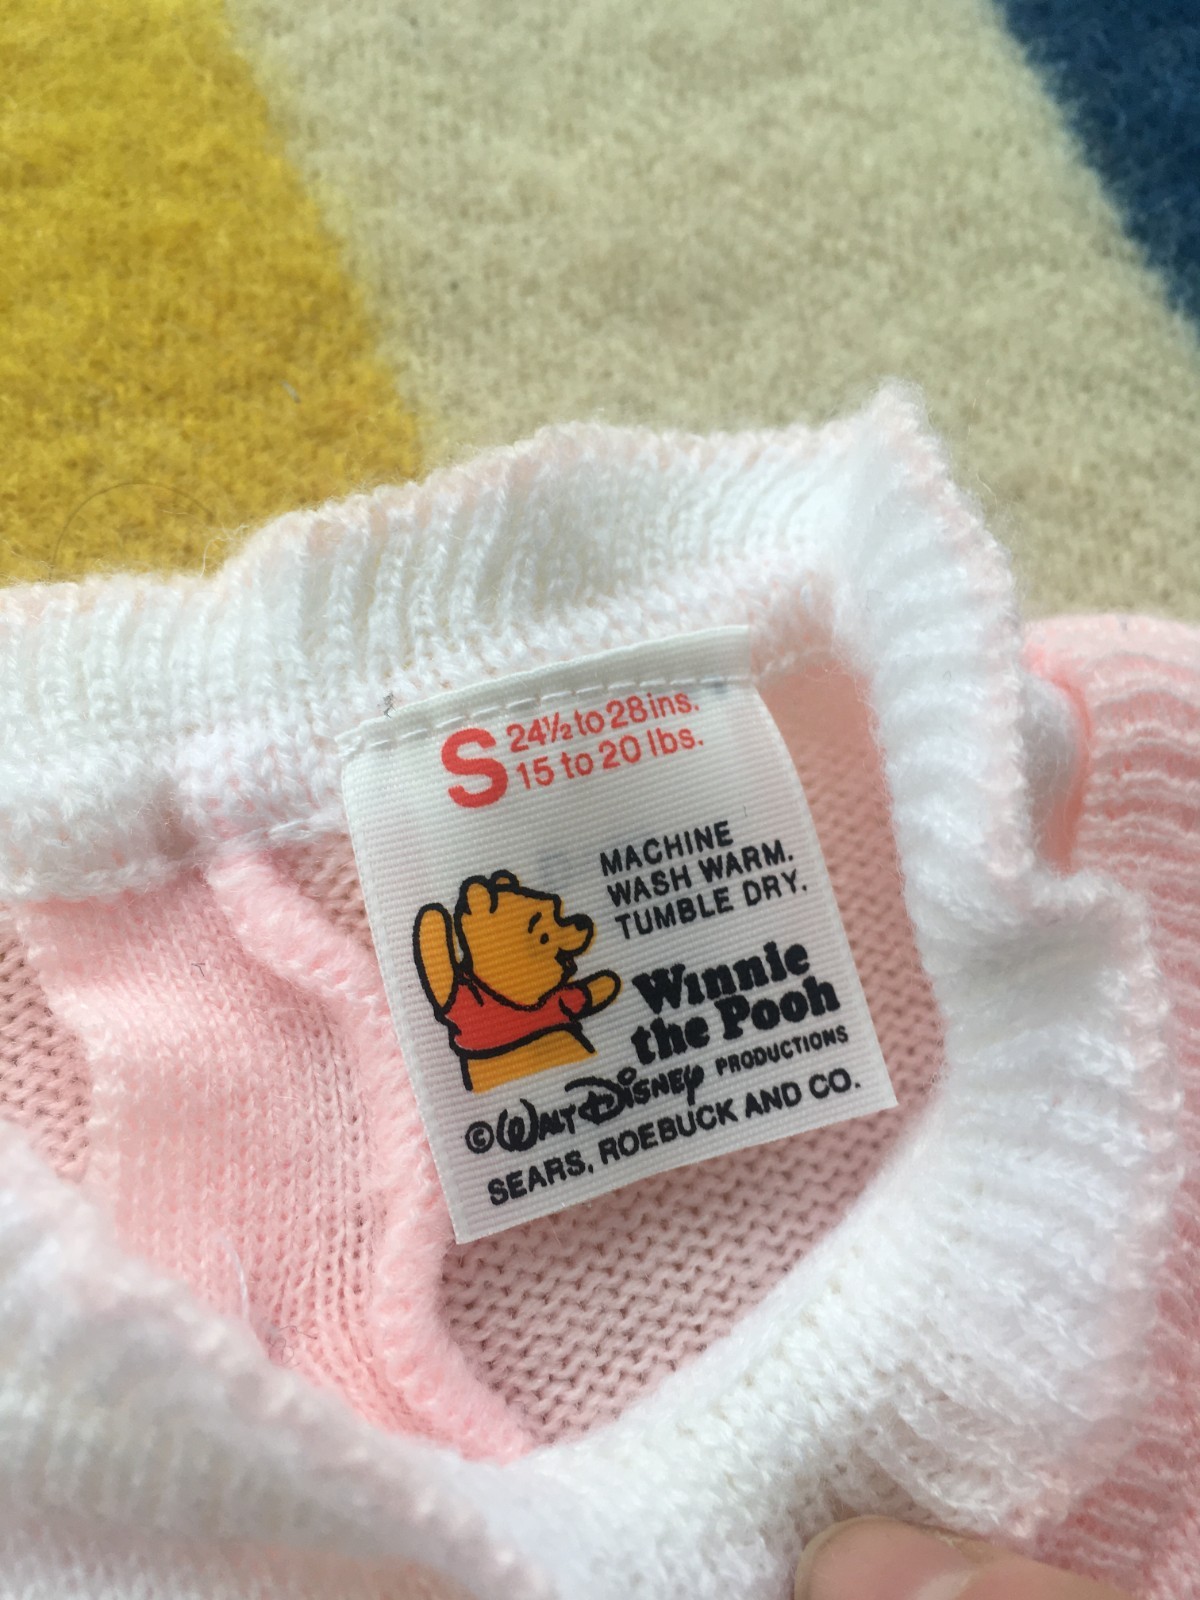 S 24½ to 28 ins.
15 to 20 lbs.
MACHINE
WASH WARM.
TUMBLE DRY.
Winnie
the Pooh
©WALT DISNEY PRODUCTIONS
SEARS, ROEBUCK AND CO.